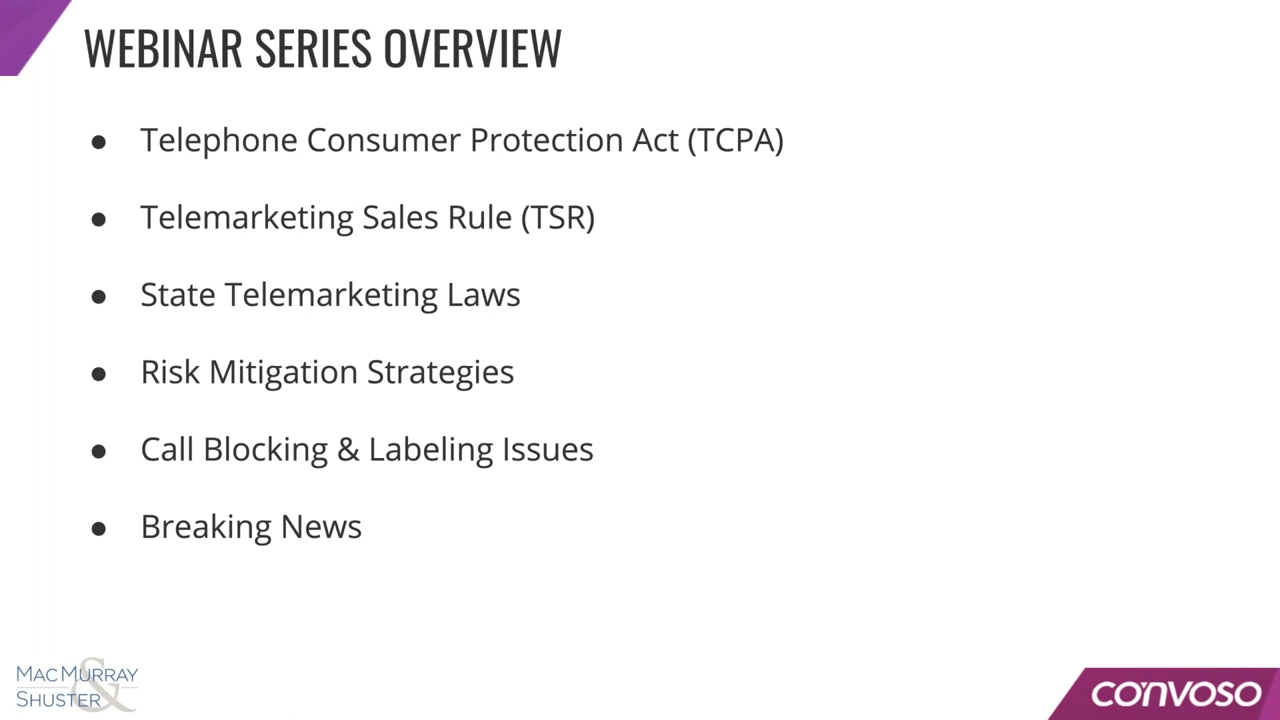 WEBINAR SERIES OVERVIEW
● Telephone Consumer Protection Act (TCPA)
● Telemarketing Sales Rule (TSR)
● State Telemarketing Laws
● Risk Mitigation Strategies
● Call Blocking & Labeling Issues
● Breaking News
MACMURRAY
& SHUSTER
CONVOSO